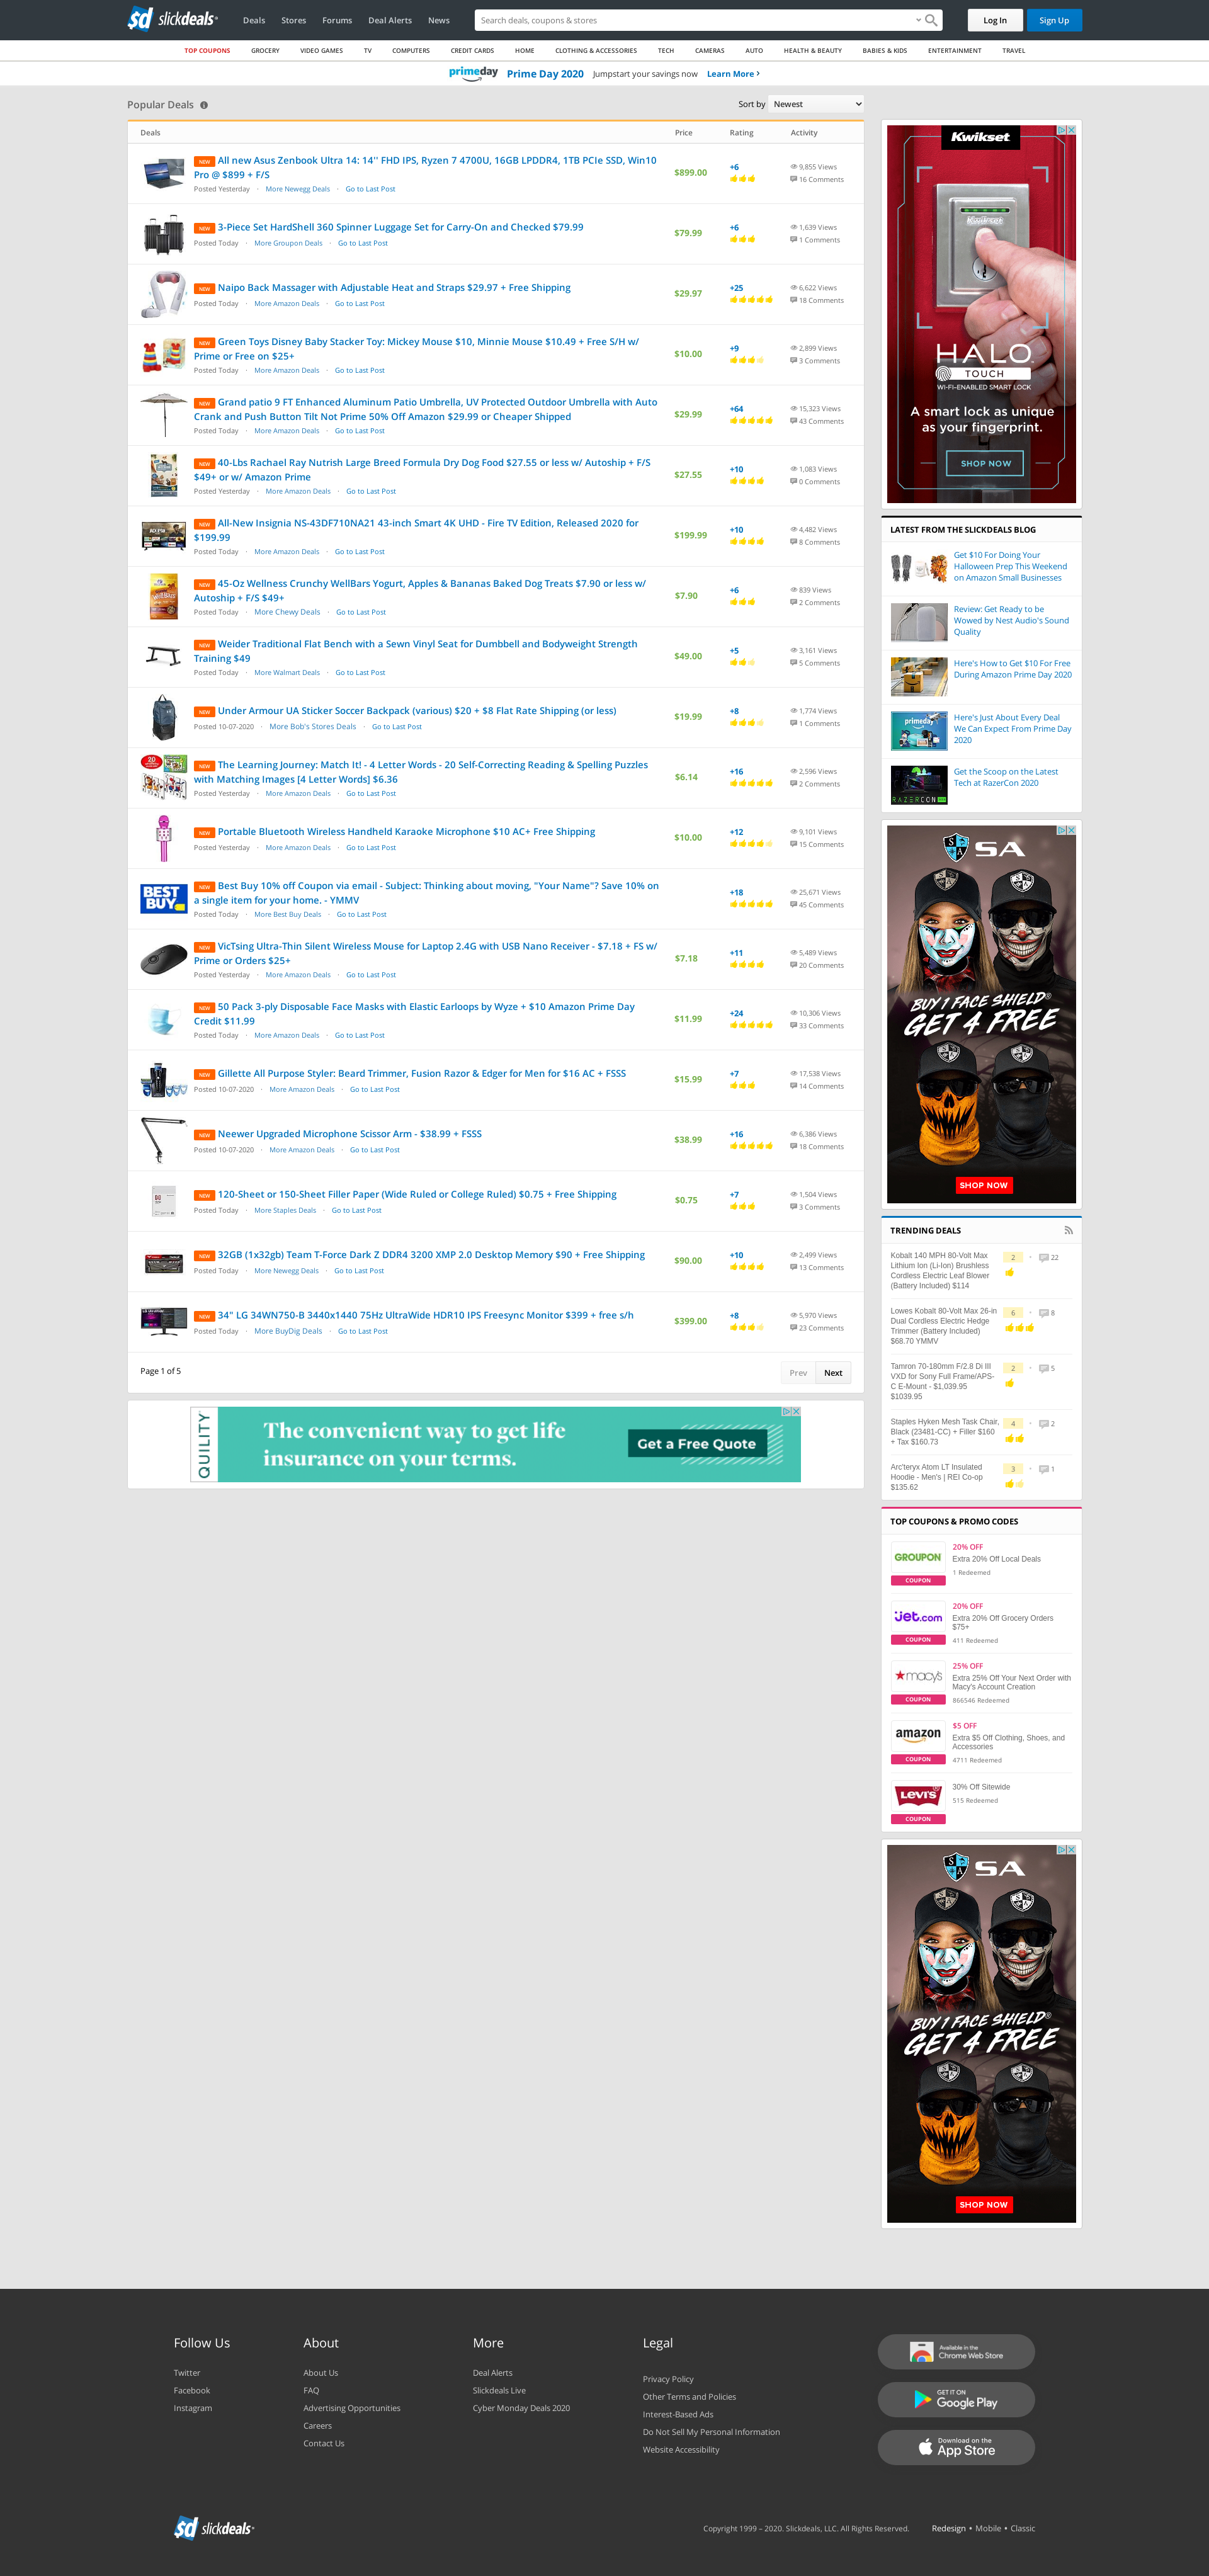 slickdeals
Deals Stores Forums Deal Alerts News
Search deals, coupons & stores
Log In
Sign Up
TOP COUPONS GROCERY VIDEO GAMES TV COMPUTERS CREDIT CARDS HOME CLOTHING & ACCESSORIES TECH CAMERAS AUTO HEALTH & BEAUTY BABIES & KIDS ENTERTAINMENT TRAVEL
primeday Prime Day 2020 Jumpstart your savings now Learn More
Popular Deals
Sort by Newest
Deals Price Rating Activity
NEW All new Asus Zenbook Ultra 14: 14'' FHD IPS, Ryzen 7 4700U, 16GB LPDDR4, 1TB PCIe SSD, Win10
Pro @ $899 + F/S
Posted Yesterday · More Newegg Deals · Go to Last Post
$899.00
+6
9,855 Views
16 Comments
NEW 3-Piece Set HardShell 360 Spinner Luggage Set for Carry-On and Checked $79.99
Posted Today · More Groupon Deals · Go to Last Post
$79.99
+6
1,639 Views
1 Comments
NEW Naipo Back Massager with Adjustable Heat and Straps $29.97 + Free Shipping
Posted Today · More Amazon Deals · Go to Last Post
$29.97
+25
6,622 Views
18 Comments
NEW Green Toys Disney Baby Stacker Toy: Mickey Mouse $10, Minnie Mouse $10.49 + Free S/H w/
Prime or Free on $25+
Posted Today · More Amazon Deals · Go to Last Post
$10.00
+9
2,899 Views
3 Comments
NEW Grand patio 9 FT Enhanced Aluminum Patio Umbrella, UV Protected Outdoor Umbrella with Auto
Crank and Push Button Tilt Not Prime 50% Off Amazon $29.99 or Cheaper Shipped
Posted Today · More Amazon Deals · Go to Last Post
$29.99
+64
15,323 Views
43 Comments
NEW 40-Lbs Rachael Ray Nutrish Large Breed Formula Dry Dog Food $27.55 or less w/ Autoship + F/S
$49+ or w/ Amazon Prime
Posted Yesterday · More Amazon Deals · Go to Last Post
$27.55
+10
1,083 Views
0 Comments
NEW All-New Insignia NS-43DF710NA21 43-inch Smart 4K UHD - Fire TV Edition, Released 2020 for
$199.99
Posted Today · More Amazon Deals · Go to Last Post
$199.99
+10
4,482 Views
8 Comments
NEW 45-Oz Wellness Crunchy WellBars Yogurt, Apples & Bananas Baked Dog Treats $7.90 or less w/
Autoship + F/S $49+
Posted Today · More Chewy Deals · Go to Last Post
$7.90
+6
839 Views
2 Comments
NEW Weider Traditional Flat Bench with a Sewn Vinyl Seat for Dumbbell and Bodyweight Strength
Training $49
Posted Today · More Walmart Deals · Go to Last Post
$49.00
+5
3,161 Views
5 Comments
NEW Under Armour UA Sticker Soccer Backpack (various) $20 + $8 Flat Rate Shipping (or less)
Posted 10-07-2020 · More Bob's Stores Deals · Go to Last Post
$19.99
+8
1,774 Views
1 Comments
NEW The Learning Journey: Match It! - 4 Letter Words - 20 Self-Correcting Reading & Spelling Puzzles
with Matching Images [4 Letter Words] $6.36
Posted Yesterday · More Amazon Deals · Go to Last Post
$6.14
+16
2,596 Views
2 Comments
NEW Portable Bluetooth Wireless Handheld Karaoke Microphone $10 AC+ Free Shipping
Posted Yesterday · More Amazon Deals · Go to Last Post
$10.00
+12
9,101 Views
15 Comments
BEST BUY
NEW Best Buy 10% off Coupon via email - Subject: Thinking about moving, "Your Name"? Save 10% on
a single item for your home. - YMMV
Posted Today · More Best Buy Deals · Go to Last Post
+18
25,671 Views
45 Comments
NEW VicTsing Ultra-Thin Silent Wireless Mouse for Laptop 2.4G with USB Nano Receiver - $7.18 + FS w/
Prime or Orders $25+
Posted Yesterday · More Amazon Deals · Go to Last Post
$7.18
+11
5,489 Views
20 Comments
NEW 50 Pack 3-ply Disposable Face Masks with Elastic Earloops by Wyze + $10 Amazon Prime Day
Credit $11.99
Posted Today · More Amazon Deals · Go to Last Post
$11.99
+24
10,306 Views
33 Comments
NEW Gillette All Purpose Styler: Beard Trimmer, Fusion Razor & Edger for Men for $16 AC + FSSS
Posted 10-07-2020 · More Amazon Deals · Go to Last Post
$15.99
+7
17,538 Views
14 Comments
NEW Neewer Upgraded Microphone Scissor Arm - $38.99 + FSSS
Posted 10-07-2020 · More Amazon Deals · Go to Last Post
$38.99
+16
6,386 Views
18 Comments
NEW 120-Sheet or 150-Sheet Filler Paper (Wide Ruled or College Ruled) $0.75 + Free Shipping
Posted Today · More Staples Deals · Go to Last Post
$0.75
+7
1,504 Views
3 Comments
NEW 32GB (1x32gb) Team T-Force Dark Z DDR4 3200 XMP 2.0 Desktop Memory $90 + Free Shipping
Posted Today · More Newegg Deals · Go to Last Post
$90.00
+10
2,499 Views
13 Comments
NEW 34" LG 34WN750-B 3440x1440 75Hz UltraWide HDR10 IPS Freesync Monitor $399 + free s/h
Posted Today · More BuyDig Deals · Go to Last Post
$399.00
+8
5,970 Views
23 Comments
Page 1 of 5
Prev Next
QUILITY
The convenient way to get life
insurance on your terms.
Get a Free Quote
Kwikset
HALO
TOUCH
WI-FI-ENABLED SMART LOCK
A smart lock as unique
as your fingerprint.
SHOP NOW
LATEST FROM THE SLICKDEALS BLOG
Get $10 For Doing Your
Halloween Prep This Weekend
on Amazon Small Businesses
Review: Get Ready to be
Wowed by Nest Audio's Sound
Quality
Here's How to Get $10 For Free
During Amazon Prime Day 2020
primeday
Here's Just About Every Deal
We Can Expect From Prime Day
2020
RAZERCON
Get the Scoop on the Latest
Tech at RazerCon 2020
SA
BUY 1 FACE SHIELD®
GET 4 FREE
SHOP NOW
TRENDING DEALS
Kobalt 140 MPH 80-Volt Max
Lithium Ion (Li-Ion) Brushless
Cordless Electric Leaf Blower
(Battery Included) $114
2 · 22
Lowes Kobalt 80-Volt Max 26-in
Dual Cordless Electric Hedge
Trimmer (Battery Included)
$68.70 YMMV
6 · 8
Tamron 70-180mm F/2.8 Di III
VXD for Sony Full Frame/APS-
C E-Mount - $1,039.95
$1039.95
2 · 5
Staples Hyken Mesh Task Chair,
Black (23481-CC) + Filler $160
+ Tax $160.73
4 · 2
Arc'teryx Atom LT Insulated
Hoodie - Men's | REI Co-op
$135.62
3 · 1
TOP COUPONS & PROMO CODES
GROUPON
COUPON
20% OFF
Extra 20% Off Local Deals
1 Redeemed
jet.com
COUPON
20% OFF
Extra 20% Off Grocery Orders
$75+
411 Redeemed
macy's
COUPON
25% OFF
Extra 25% Off Your Next Order with
Macy's Account Creation
866546 Redeemed
amazon
COUPON
$5 OFF
Extra $5 Off Clothing, Shoes, and
Accessories
4711 Redeemed
LEVI'S
COUPON
30% Off Sitewide
515 Redeemed
SA
BUY 1 FACE SHIELD®
GET 4 FREE
SHOP NOW
Follow Us
Twitter
Facebook
Instagram
About
About Us
FAQ
Advertising Opportunities
Careers
Contact Us
More
Deal Alerts
Slickdeals Live
Cyber Monday Deals 2020
Legal
Privacy Policy
Other Terms and Policies
Interest-Based Ads
Do Not Sell My Personal Information
Website Accessibility
Available in the
Chrome Web Store
GET IT ON
Google Play
Download on the
App Store
slickdeals
Copyright 1999 – 2020. Slickdeals, LLC. All Rights Reserved.
Redesign • Mobile • Classic